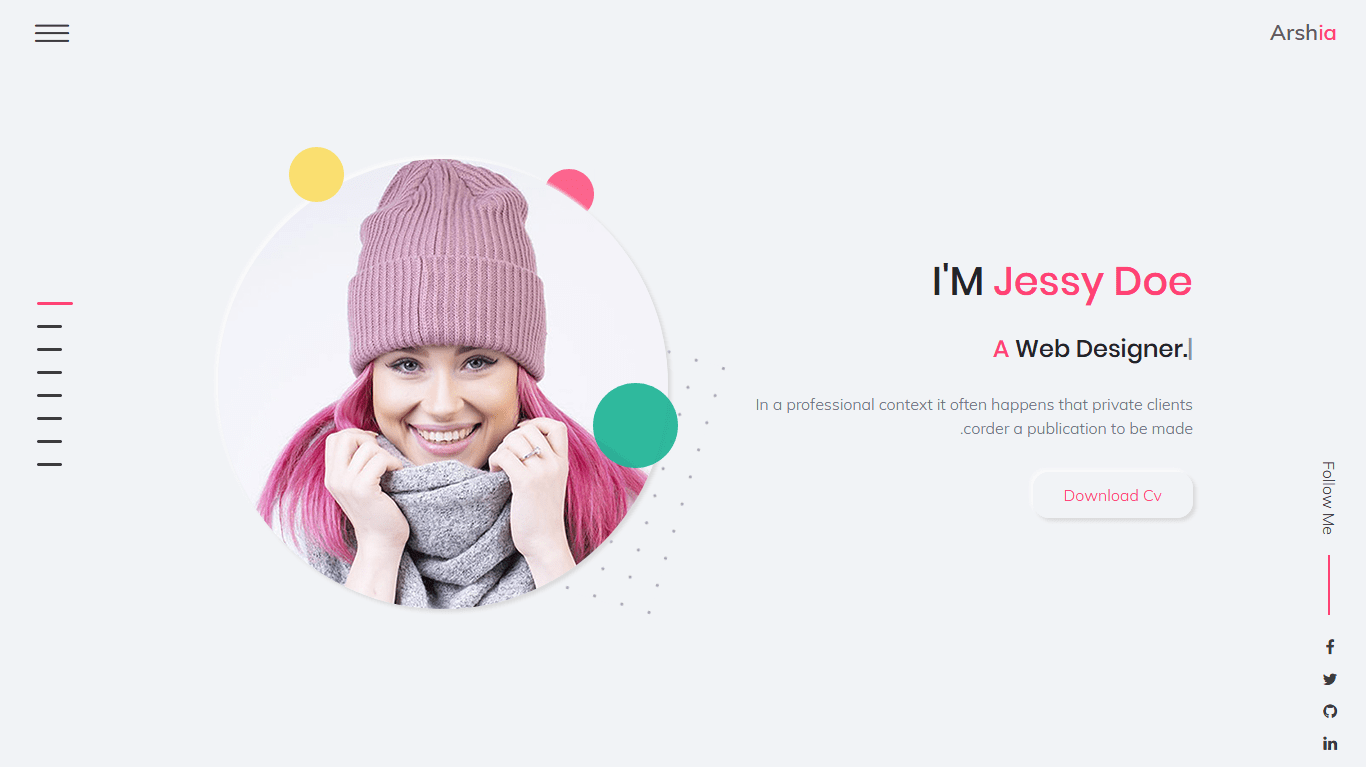 Arshia
I'M Jessy Doe
A Web Designer.|
In a professional context it often happens that private clients
.corder a publication to be made
Download Cv
Follow Me